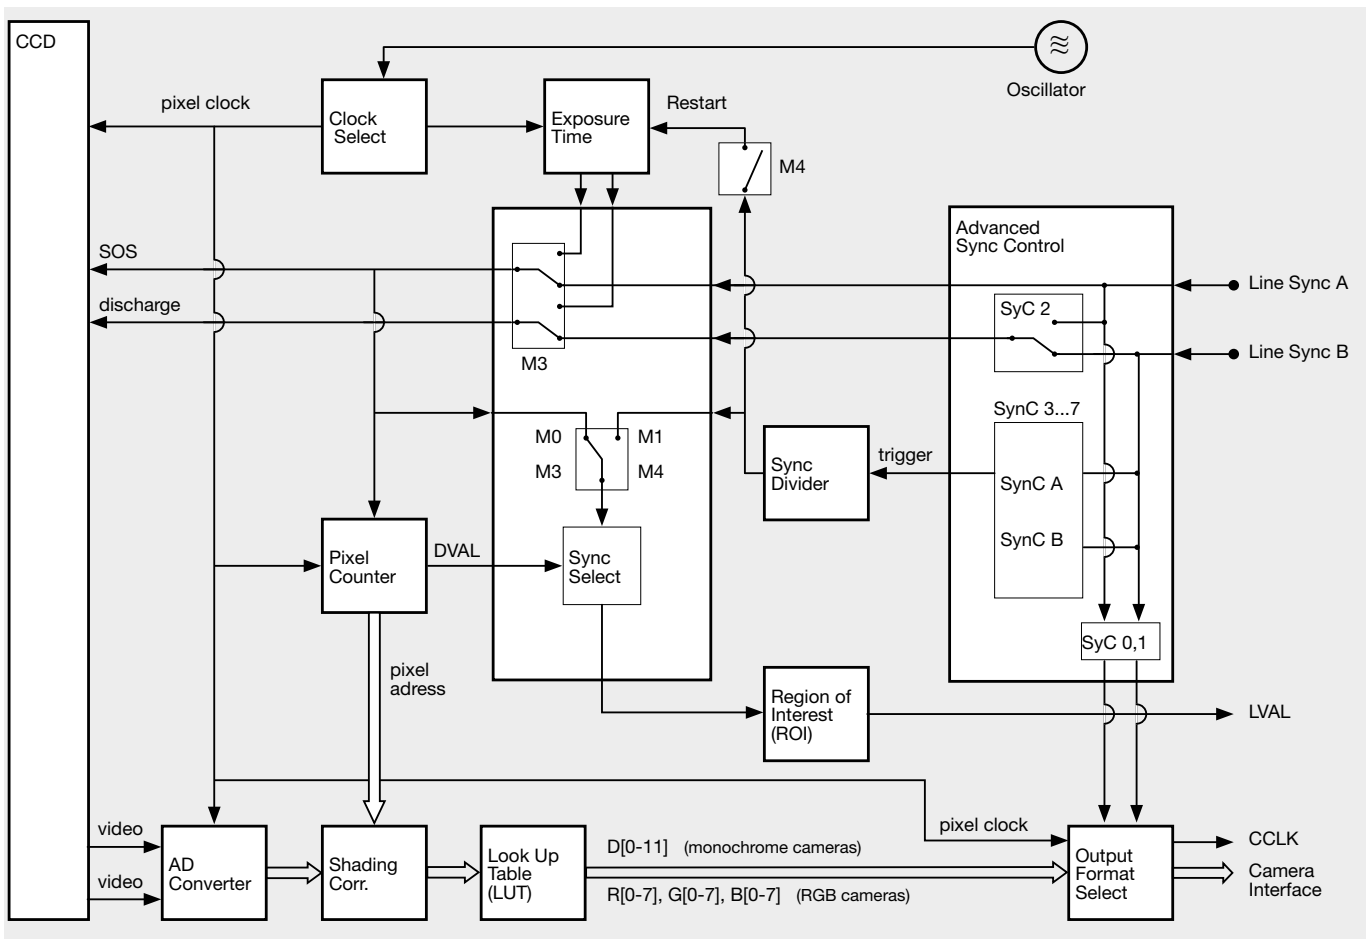 CCD
Oscillator
pixel clock
Clock
Select
Exposure
Time
Restart
M4
Advanced
Sync Control
SOS
discharge
Line Sync A
SyC 2
Line Sync B
M3
SynC 3...7
M0
M1
M3
M4
trigger
Sync
Divider
SynC A
SynC B
Pixel
Counter
DVAL
Sync
Select
SyC 0,1
pixel
adress
Region of
Interest
(ROI)
LVAL
video
video
AD
Converter
Shading
Corr.
Look Up
Table
(LUT)
D[0-11] (monochrome cameras)
R[0-7], G[0-7], B[0-7] (RGB cameras)
pixel clock
Output
Format
Select
CCLK
Camera
Interface